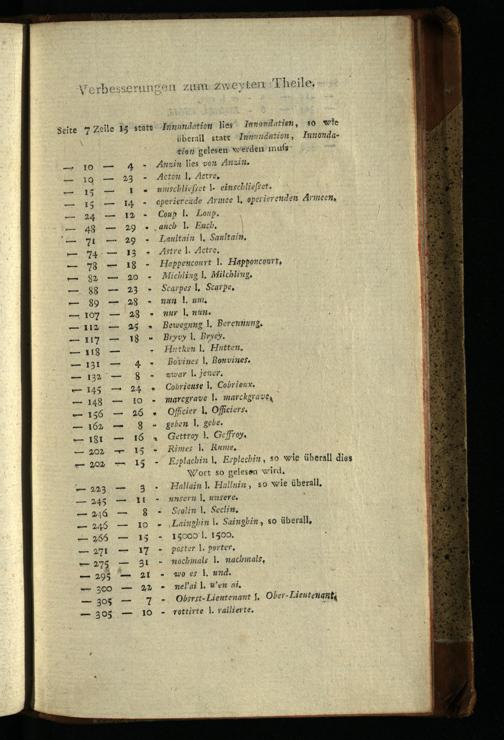 Verbesserungen zum zweyten Theile.
Seite 7 Zeile 15 statt Innundation lies Innondation, so wie
überall statt Innundation, Innonda-
tion gelesen werden muss
— 10 — 4 - Anzin lies von Anzin.
— 19 — 23 - Acton l. Aetre.
— 15 — 1 - umschliefset l. einschliefset.
— 15 — 14 - operierende Armee l. operierenden Armeen.
— 24 — 12 - Coup l. Loup.
— 48 — 29 - auch l. Euch.
— 71 — 29 - Laultain l. Saultain.
— 74 — 13 - Astre l. Aetre.
— 78 — 18 - Happencourt l. Happoncourt.
— 82 — 20 - Michling l. Milchling.
— 88 — 23 - Scarpes l. Scarpe.
— 89 — 28 - nun l. um.
— 107 — 28 - nur l. nun.
— 112 — 25 - Bewegung l. Berennung.
— 117 — 18 - Bryvy l. Bryey.
— 118 — - Hutken l. Hutten.
— 131 — 4 - Bovines l. Bouvines.
— 132 — 8 - zwar l. jener.
— 145 — 24 - Cobrieuse l. Cobrieux.
— 148 — 10 - maregrave l. marckgrave.
— 156 — 26 - Officier l. Officiers.
— 162 — 8 - geben l. gebe.
— 181 — 16 - Gettroy l. Geffroy.
— 202 — 15 - Rimes l. Rume.
— 202 — 15 - Esplachin l. Esplechin, so wie überall dies
Wort so gelesen wird.
— 223 — 3 - Hallain l. Halluin, so wie überall.
— 245 — 11 - unsern l. unsere.
— 246 — 8 - Scolin l. Seclin.
— 246 — 10 - Lainghin l. Sainghin, so überall.
— 266 — 15 - 15000 l. 1500.
— 271 — 17 - poster l. porter.
— 275 — 31 - nochmals l. nachmals.
— 295 — 21 - wo es l. und.
— 300 — 22 - nel'ai l. n'en ai.
— 305 — 7 - Oberst-Lieutenant l. Ober-Lieutenant.
— 305 — 10 - rottirte l. rallierte.